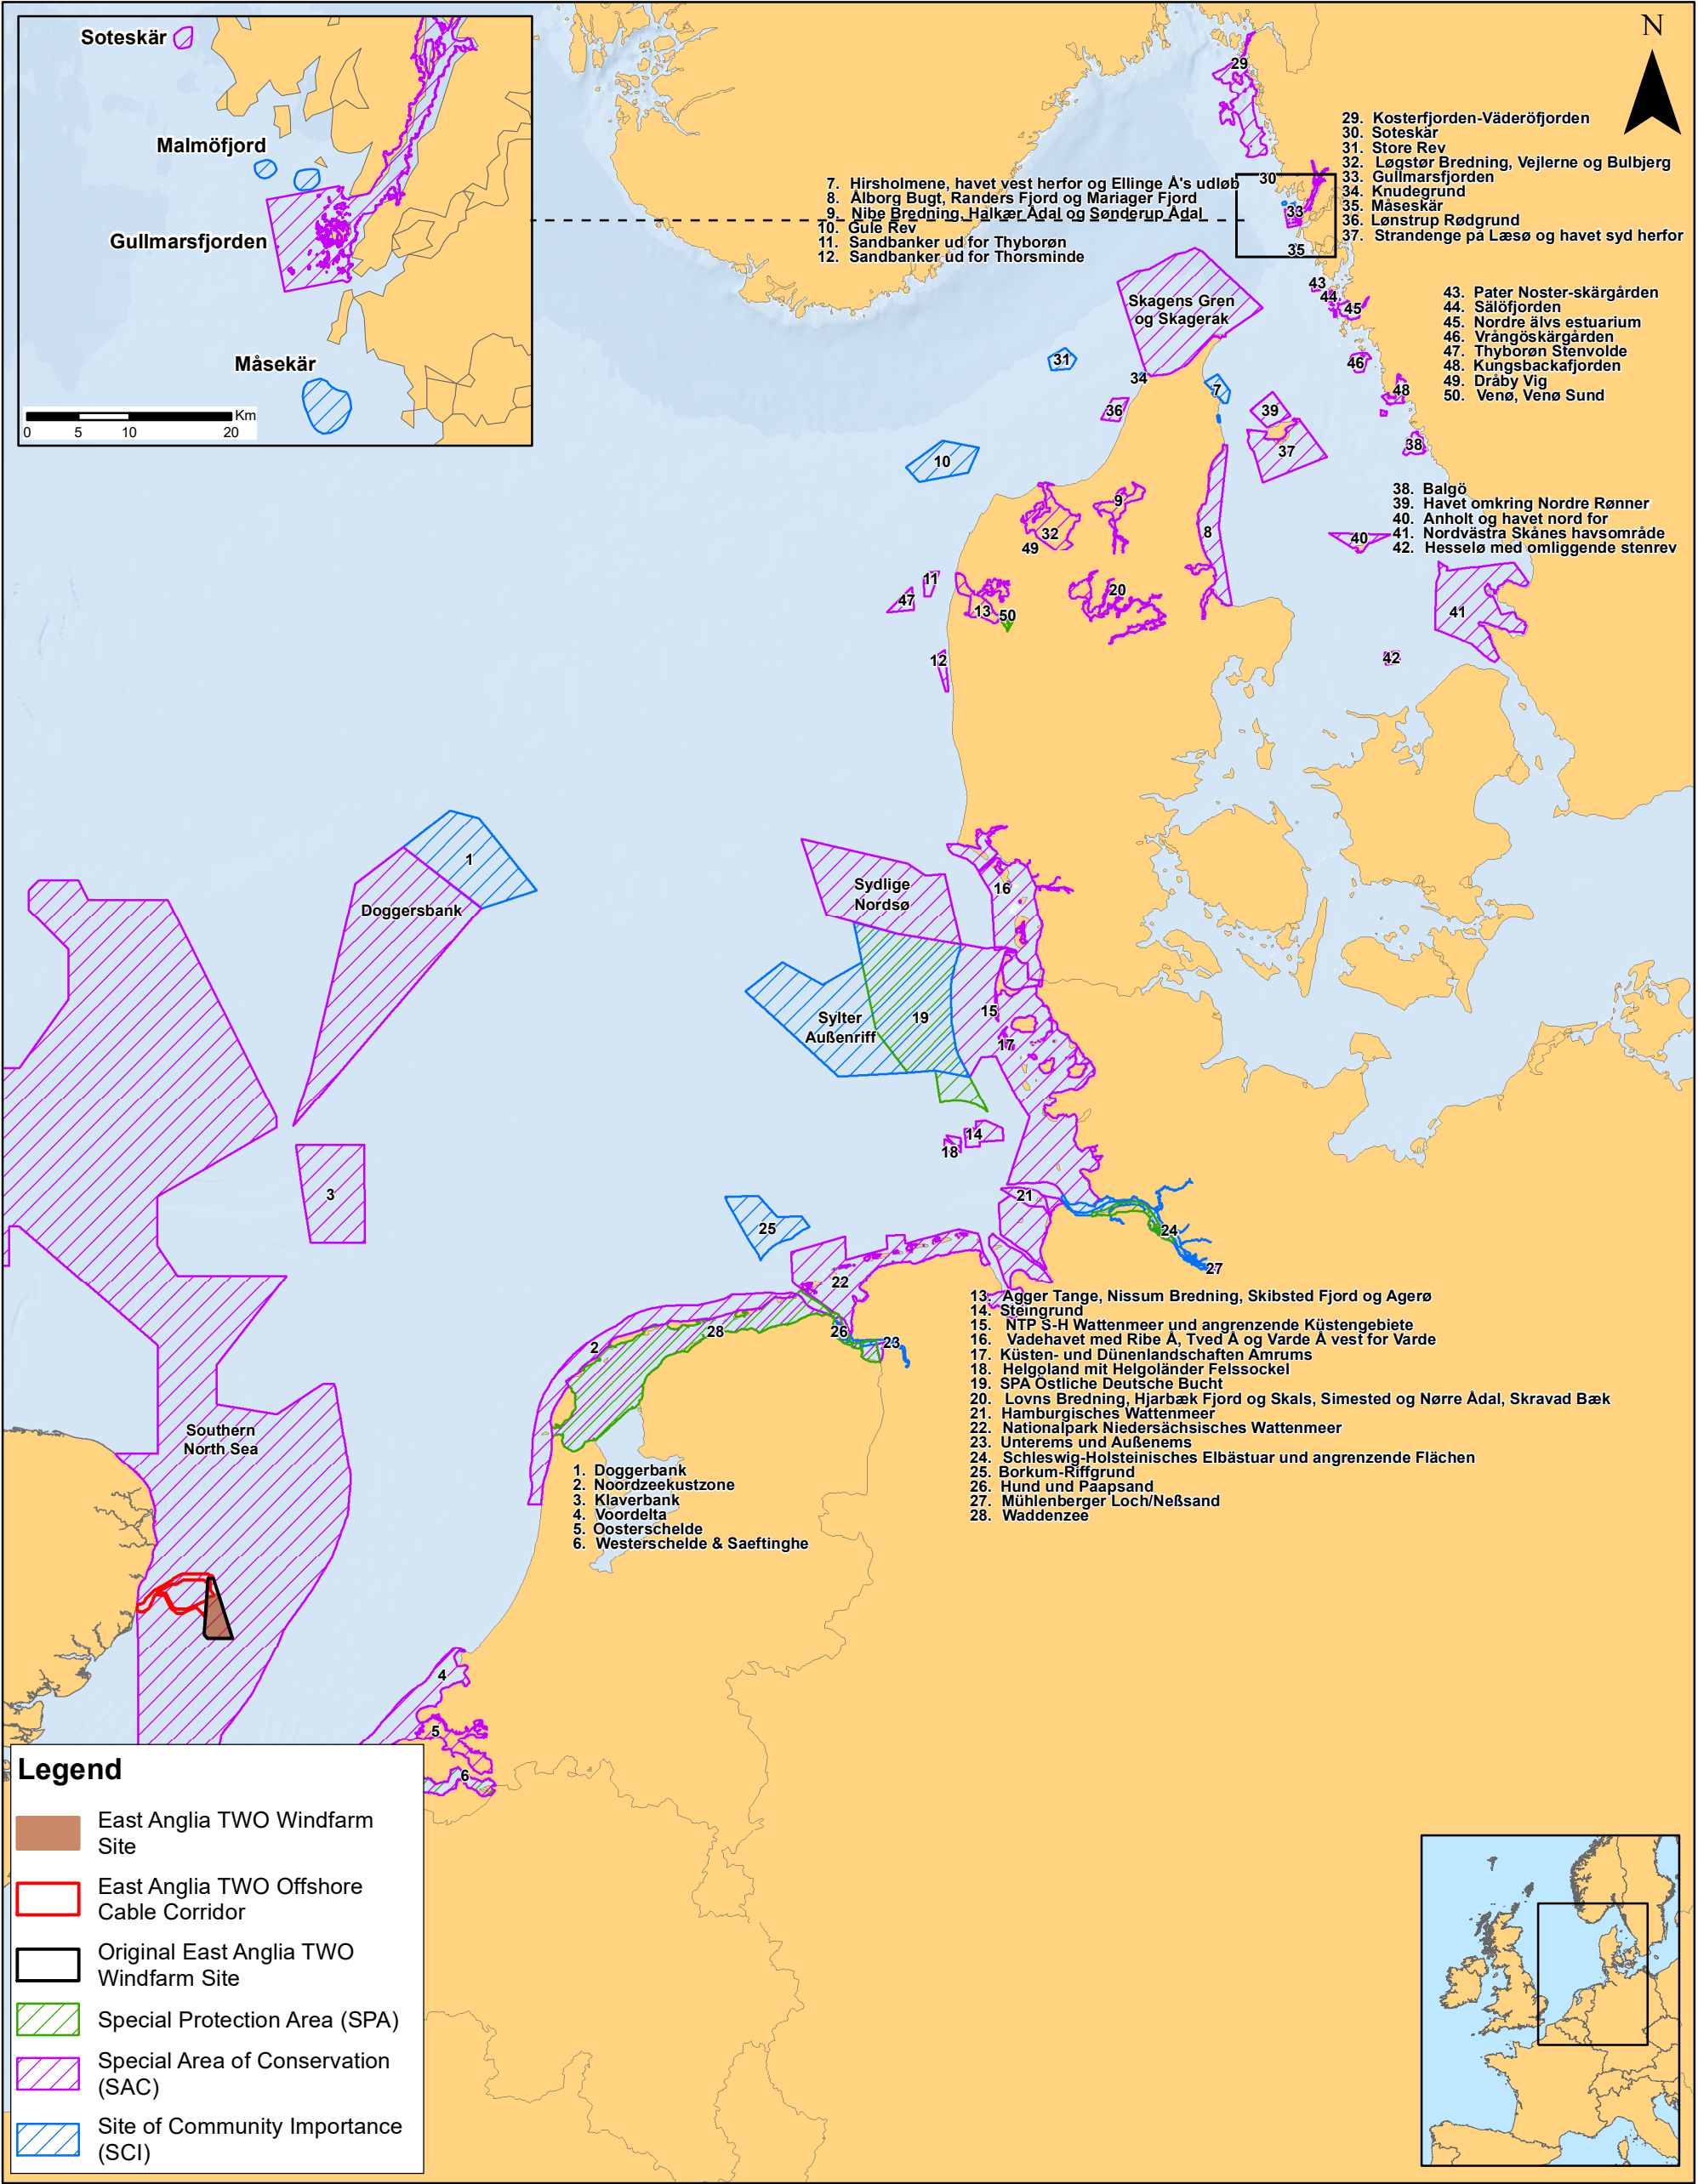 Soteskär
Malmöfjord
Gullmarsfjorden
Måsekär
Km
0 5 10 20
N
29
30
33
35
29. Kosterfjorden-Väderöfjorden
30. Soteskär
31. Store Rev
32. Løgstør Bredning, Vejlerne og Bulbjerg
33. Gullmarsfjorden
34. Knudegrund
35. Måseskär
36. Lønstrup Rødgrund
37. Strandenge på Læsø og havet syd herfor
7. Hirsholmene, havet vest herfor og Ellinge Å's udløb
8. Ålborg Bugt, Randers Fjord og Mariager Fjord
9. Nibe Bredning, Halkær Ådal og Sønderup Ådal
10. Gule Rev
11. Sandbanker ud for Thyborøn
12. Sandbanker ud for Thorsminde
Skagens Gren
og Skagerak
43
44
45
43. Pater Noster-skärgården
44. Sälöfjorden
45. Nordre älvs estuarium
46. Vrångöskärgården
47. Thyborøn Stenvolde
48. Kungsbackafjorden
49. Dråby Vig
50. Venø, Venø Sund
31
34
46
7
48
36
39
37
38
10
9
32
49
8
40
38. Balgö
39. Havet omkring Nordre Rønner
40. Anholt og havet nord for
41. Nordvästra Skånes havsområde
42. Hesselø med omliggende stenrev
11
47
13
50
20
41
12
42
1
Doggersbank
Sydlige
Nordsø
16
Sylter
Außenriff
19
15
17
14
18
3
21
25
24
27
22
28
26
23
2
13. Agger Tange, Nissum Bredning, Skibsted Fjord og Agerø
14. Steingrund
15. NTP S-H Wattenmeer und angrenzende Küstengebiete
16. Vadehavet med Ribe Å, Tved Å og Varde Å vest for Varde
17. Küsten- und Dünenlandschaften Amrums
18. Helgoland mit Helgoländer Felssockel
19. SPA Östliche Deutsche Bucht
20. Lovns Bredning, Hjarbæk Fjord og Skals, Simested og Nørre Ådal, Skravad Bæk
21. Hamburgisches Wattenmeer
22. Nationalpark Niedersächsisches Wattenmeer
23. Unterems und Außenems
24. Schleswig-Holsteinisches Elbästuar und angrenzende Flächen
25. Borkum-Riffgrund
26. Hund und Paapsand
27. Mühlenberger Loch/Neßsand
28. Waddenzee
Southern
North Sea
1. Doggerbank
2. Noordzeekustzone
3. Klaverbank
4. Voordelta
5. Oosterschelde
6. Westerschelde & Saeftinghe
4
5
6
Legend
East Anglia TWO Windfarm
Site
East Anglia TWO Offshore
Cable Corridor
Original East Anglia TWO
Windfarm Site
Special Protection Area (SPA)
Special Area of Conservation
(SAC)
Site of Community Importance
(SCI)